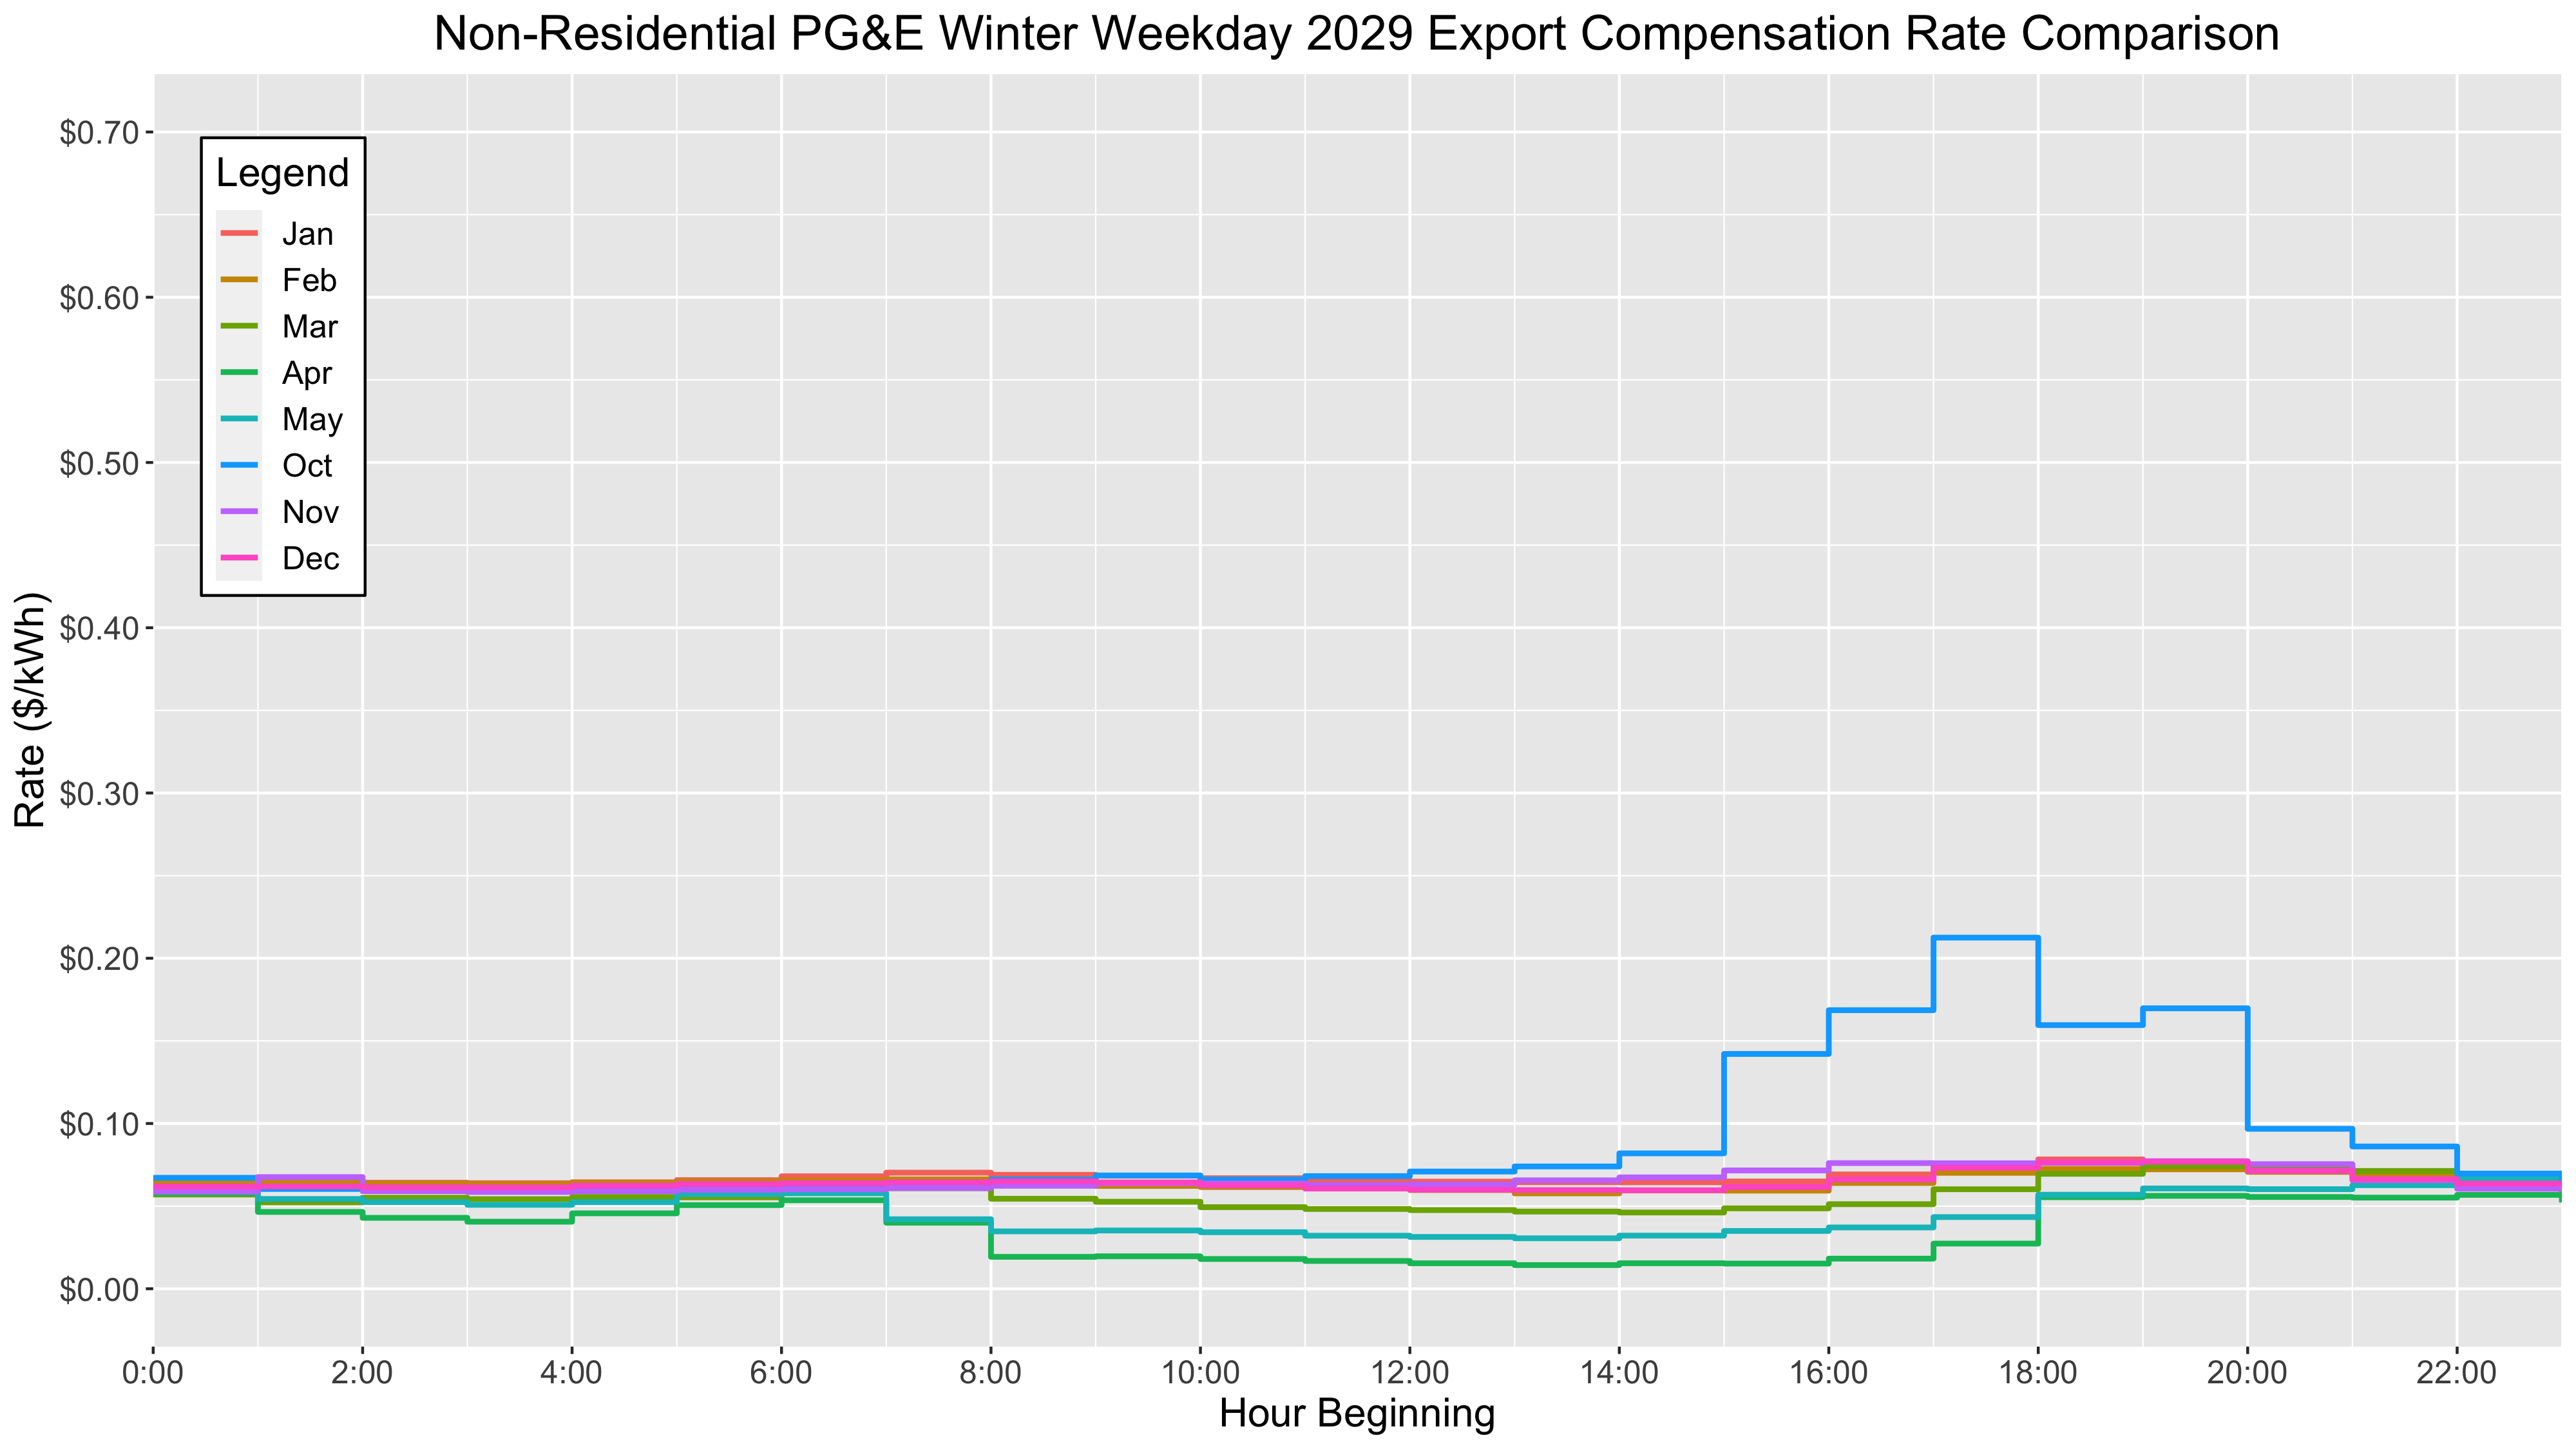 Non-Residential PG&E Winter Weekday 2029 Export Compensation Rate Comparison
Legend
Jan
Feb
Mar
Apr
May
Oct
Nov
Dec
Rate ($/kWh)
$0.70
$0.60
$0.50
$0.40
$0.30
$0.20
$0.10
$0.00
0:00 2:00 4:00 6:00 8:00 10:00 12:00 14:00 16:00 18:00 20:00 22:00
Hour Beginning